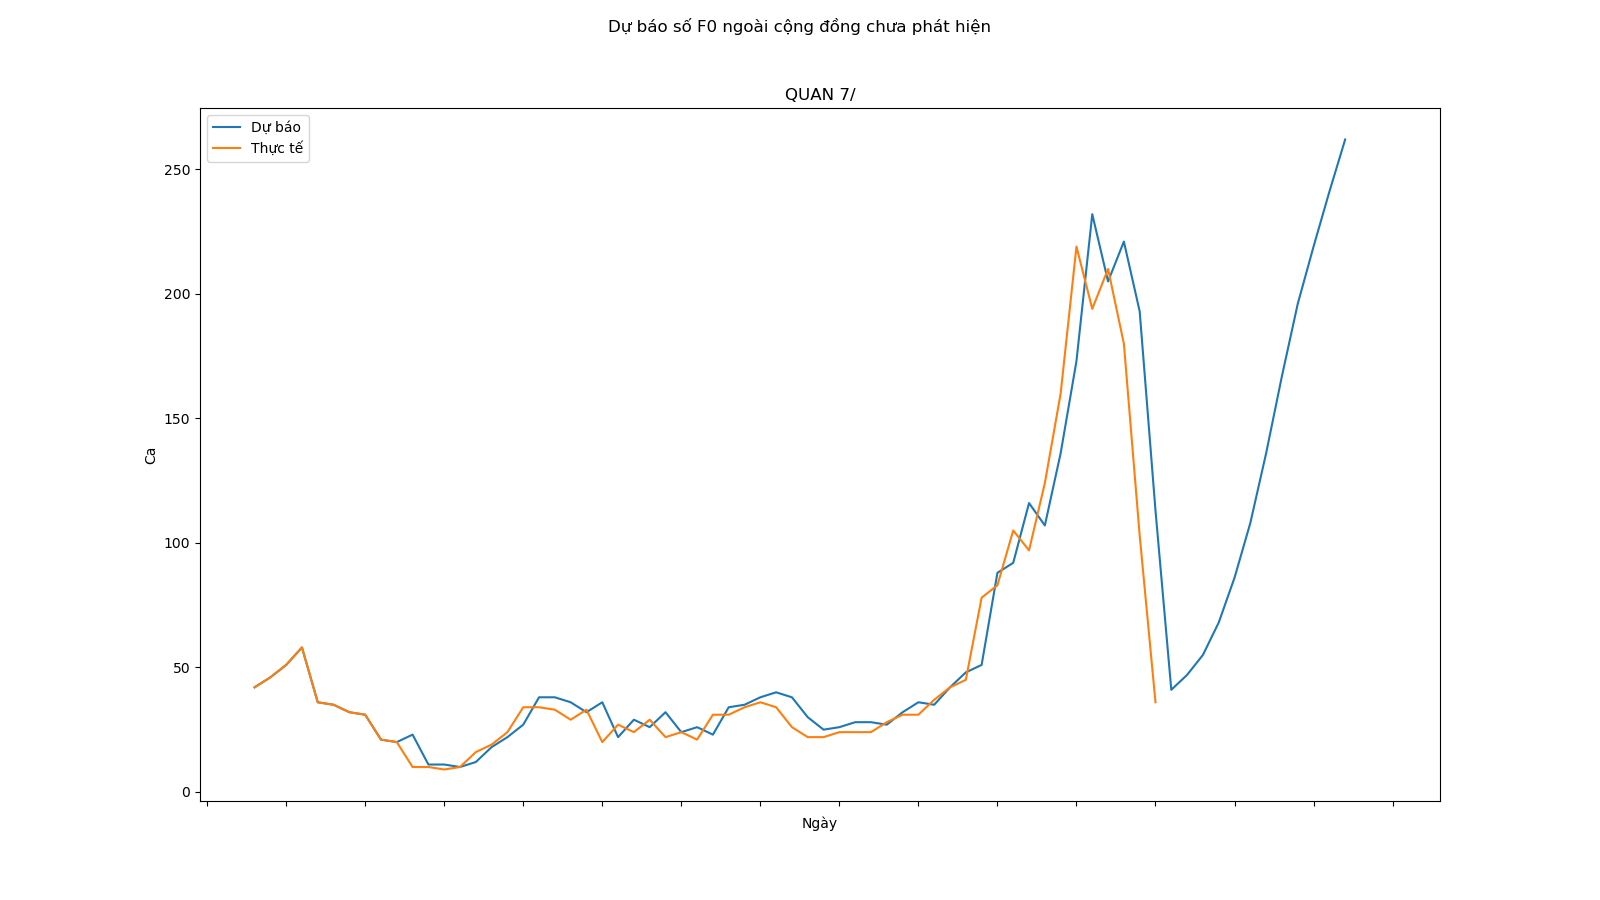 Dự báo số F0 ngoài cộng đồng chưa phát hiện
QUAN 7/
Dự báo
Thực tế
250
200
150
100
50
0
Ca
Ngày